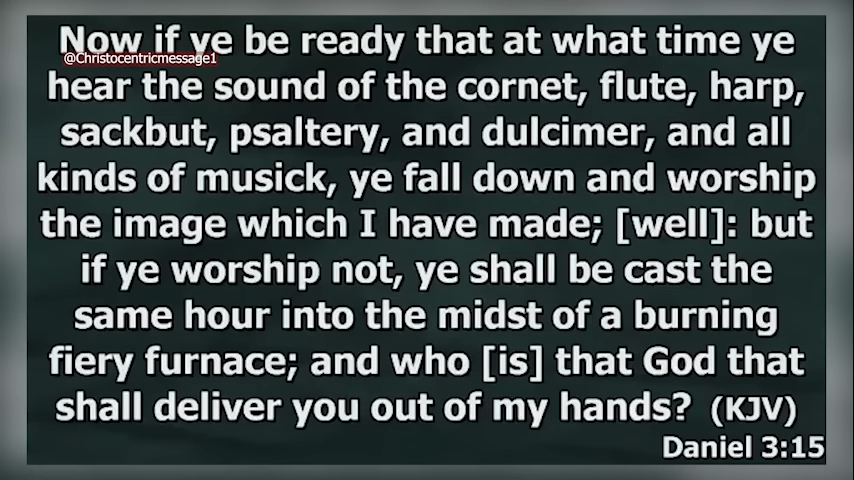 Now if ye be ready that at what time ye
@Christocentricmessage1
hear the sound of the cornet, flute, harp,
sackbut, psaltery, and dulcimer, and all
kinds of musick, ye fall down and worship
the image which I have made; [well]: but
if ye worship not, ye shall be cast the
same hour into the midst of a burning
fiery furnace; and who [is] that God that
shall deliver you out of my hands? (KJV)
Daniel 3:15